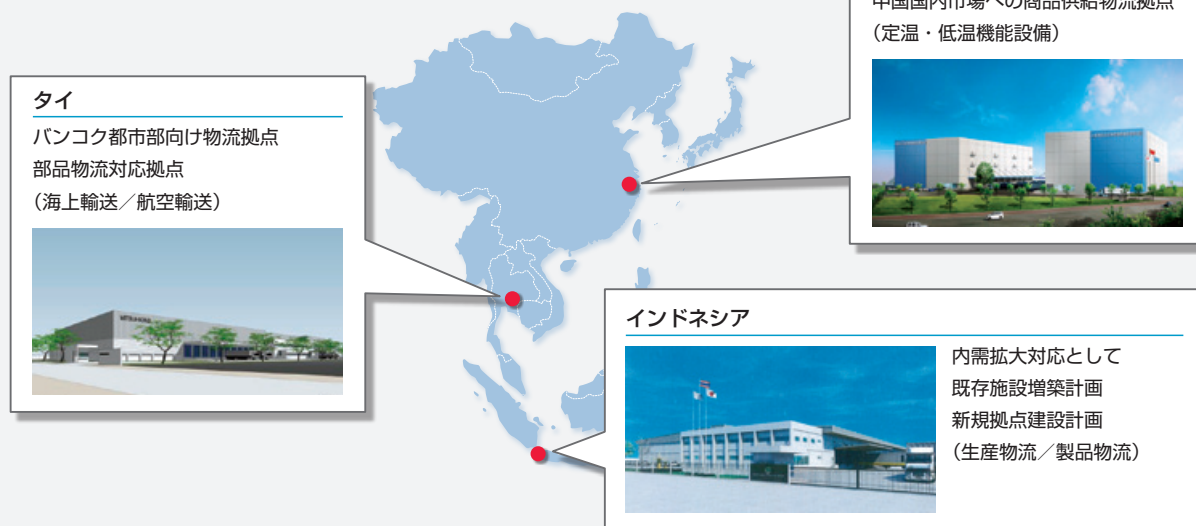 中国国内市場への商品供給物流拠点
（定温・低温機能設備）
タイ
バンコク都市部向け物流拠点
部品物流対応拠点
（海上輸送／航空輸送）
インドネシア
内需拡大対応として
既存施設増築計画
新規拠点建設計画
（生産物流／製品物流）